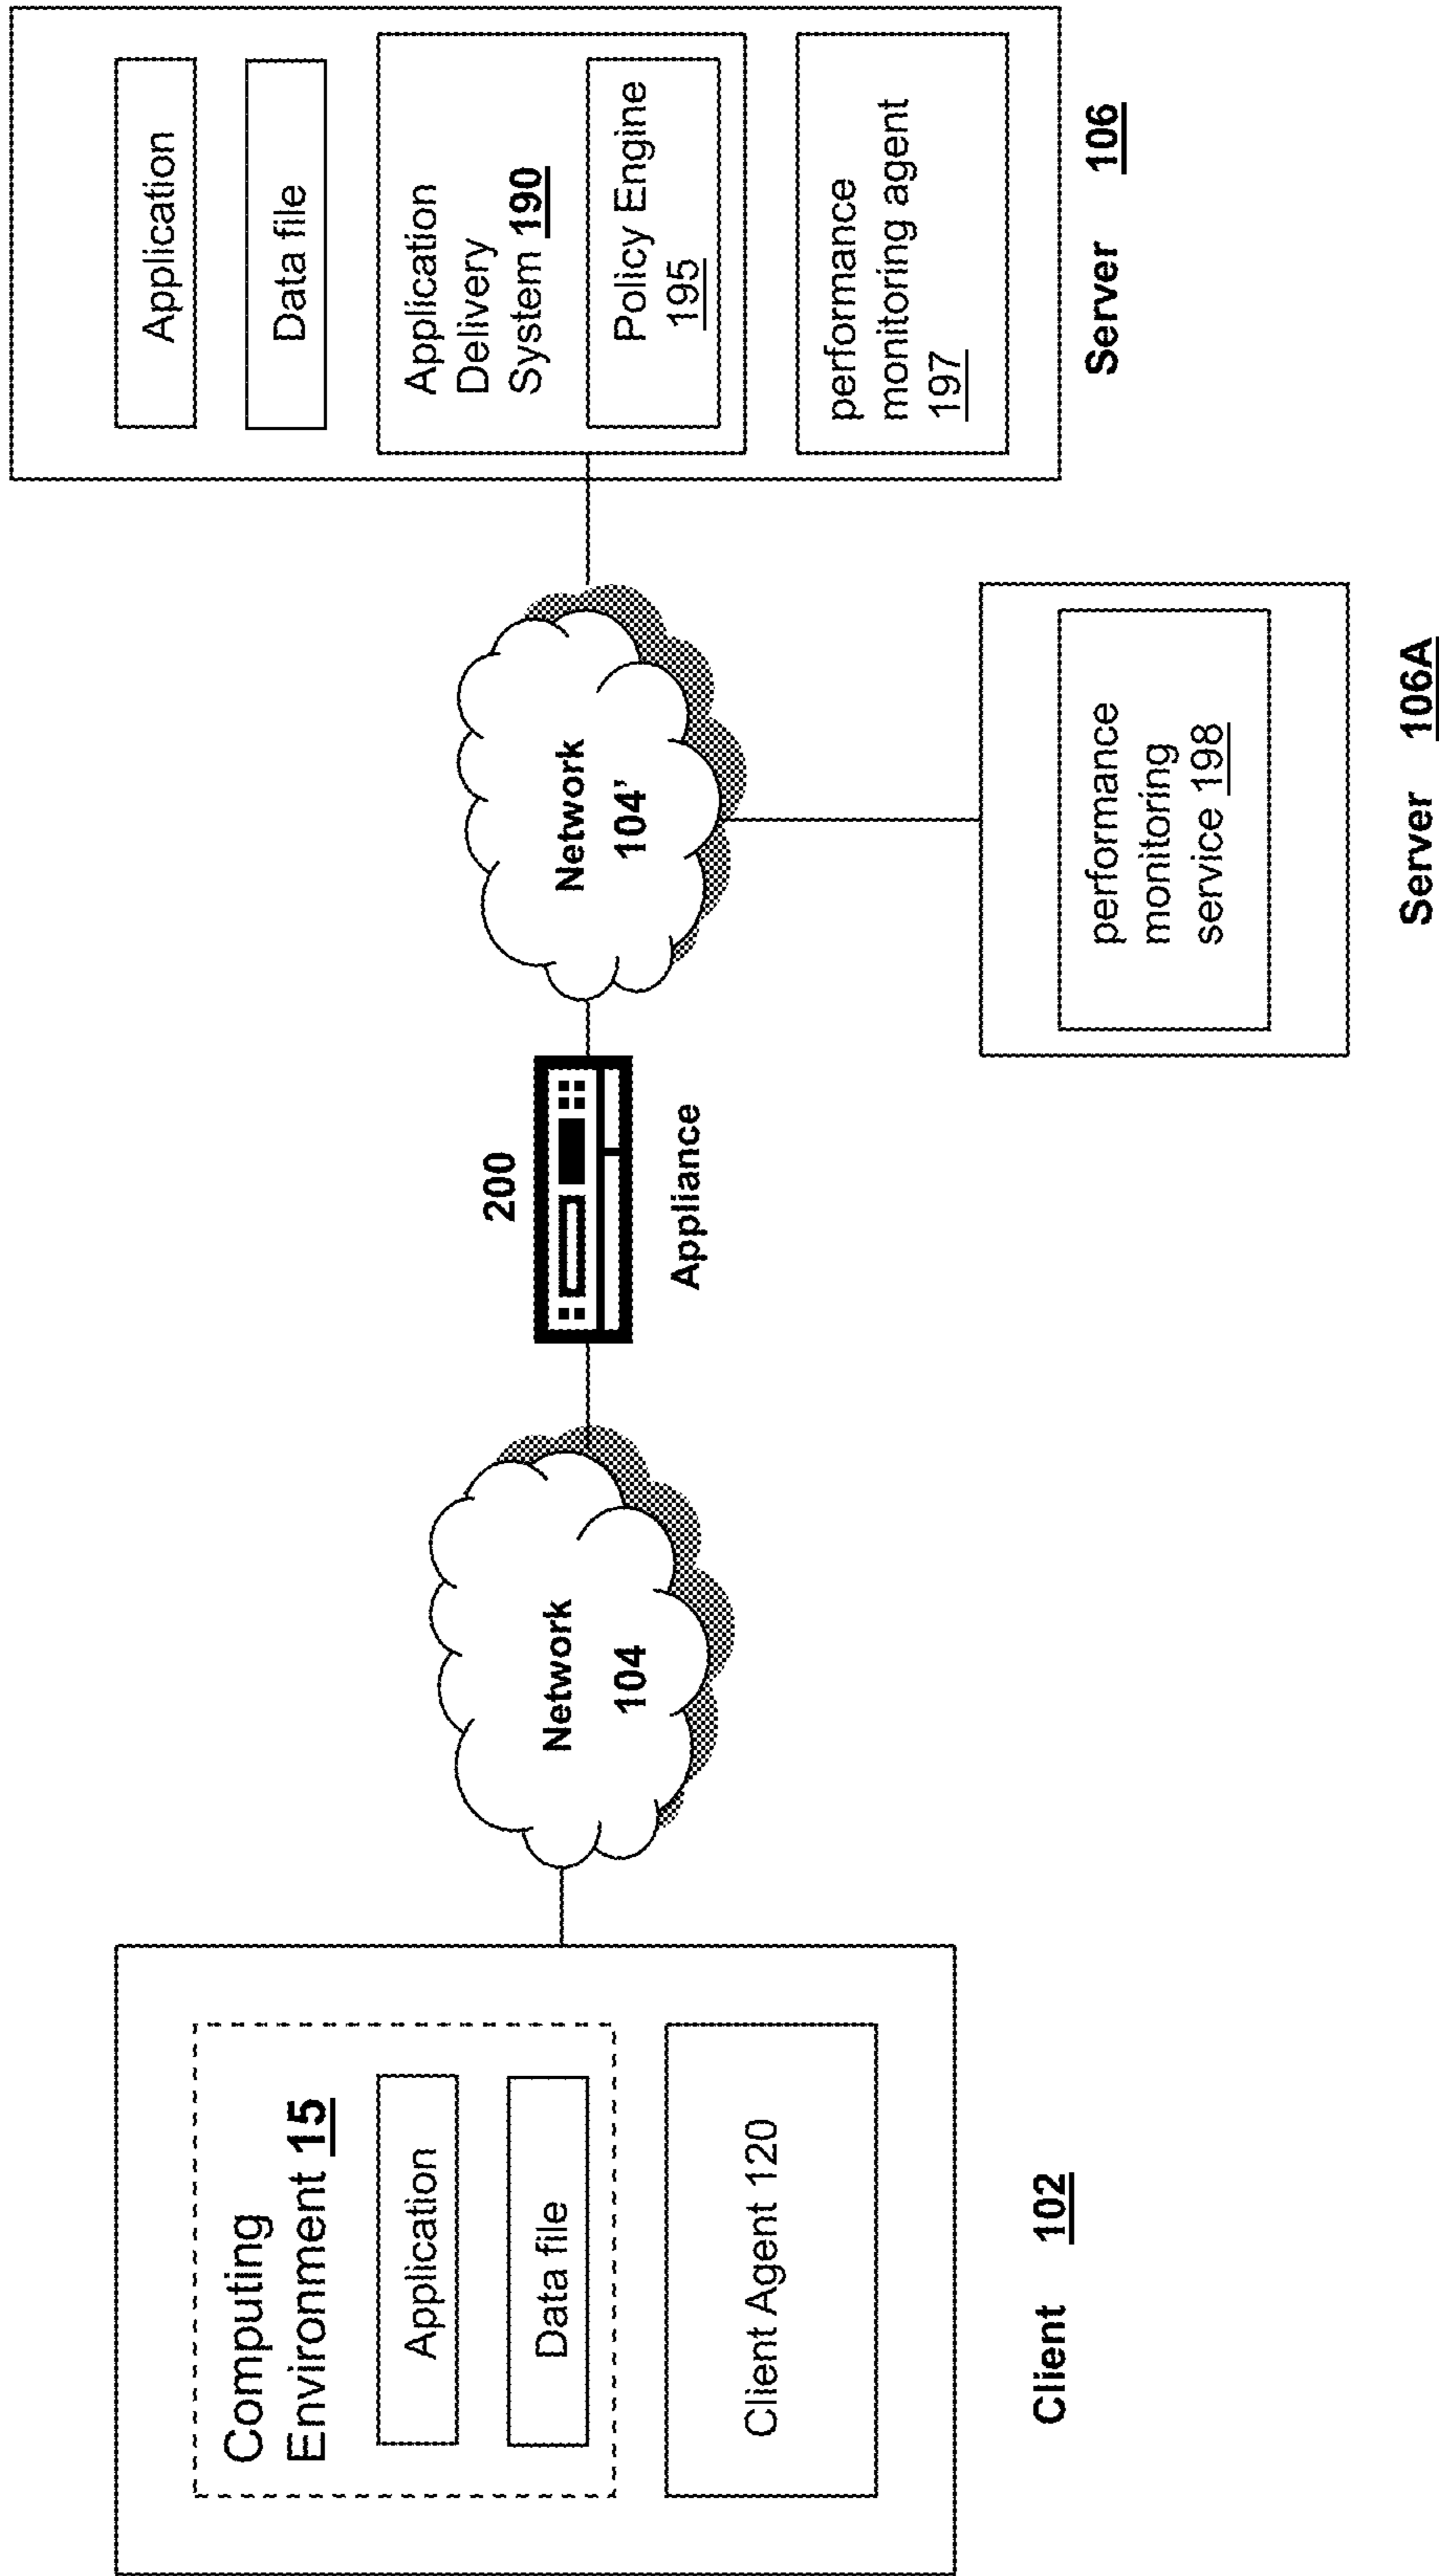 Computing
Environment 15
Application
Data file
Client Agent 120
Client 102
Network
104
200
Appliance
Network
104'
performance
monitoring
service 198
Server 106A
Application
Data file
Application
Delivery
System 190
Policy Engine
195
performance
monitoring agent
197
Server 106